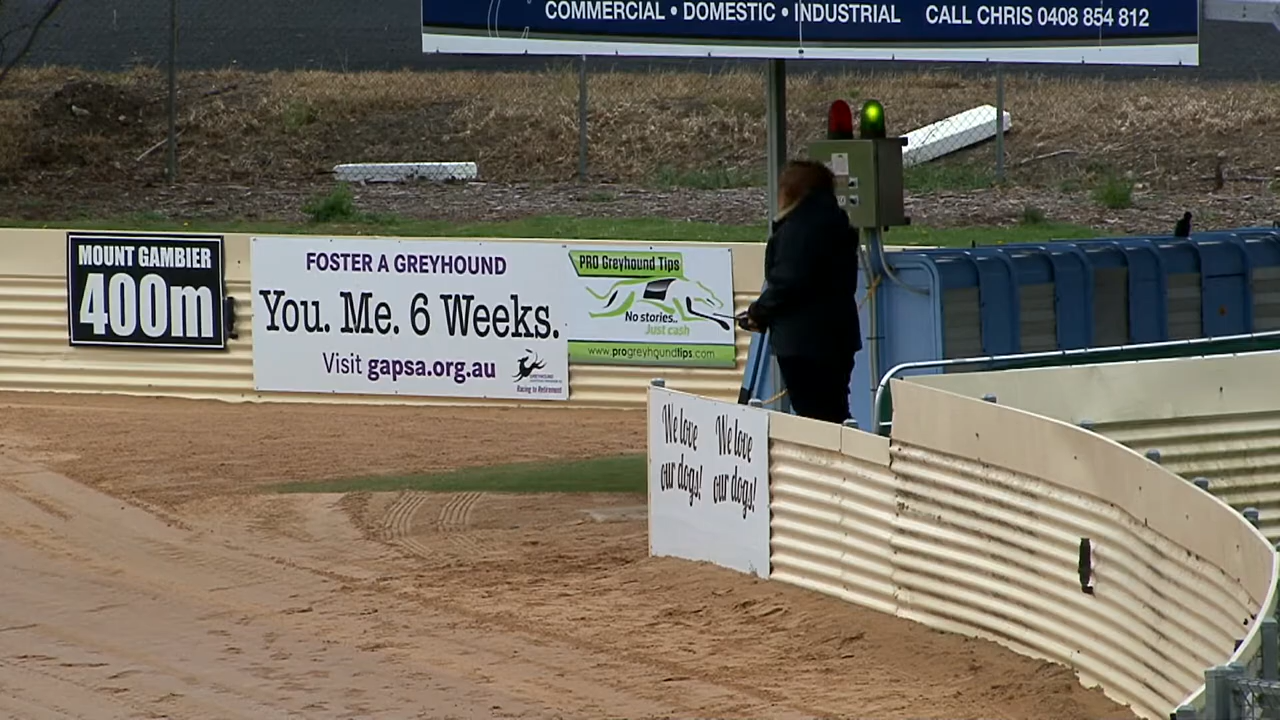 COMMERCIAL • DOMESTIC • INDUSTRIAL CALL CHRIS 0408 854 812
MOUNT GAMBIER
400m
FOSTER A GREYHOUND
You. Me. 6 Weeks.
Visit gapsa.org.au
Racing to Retirement
PRO Greyhound Tips
No stories..
Just cash
www.progreyhoundtips.com
We love
our dogs!
We love
our dogs!